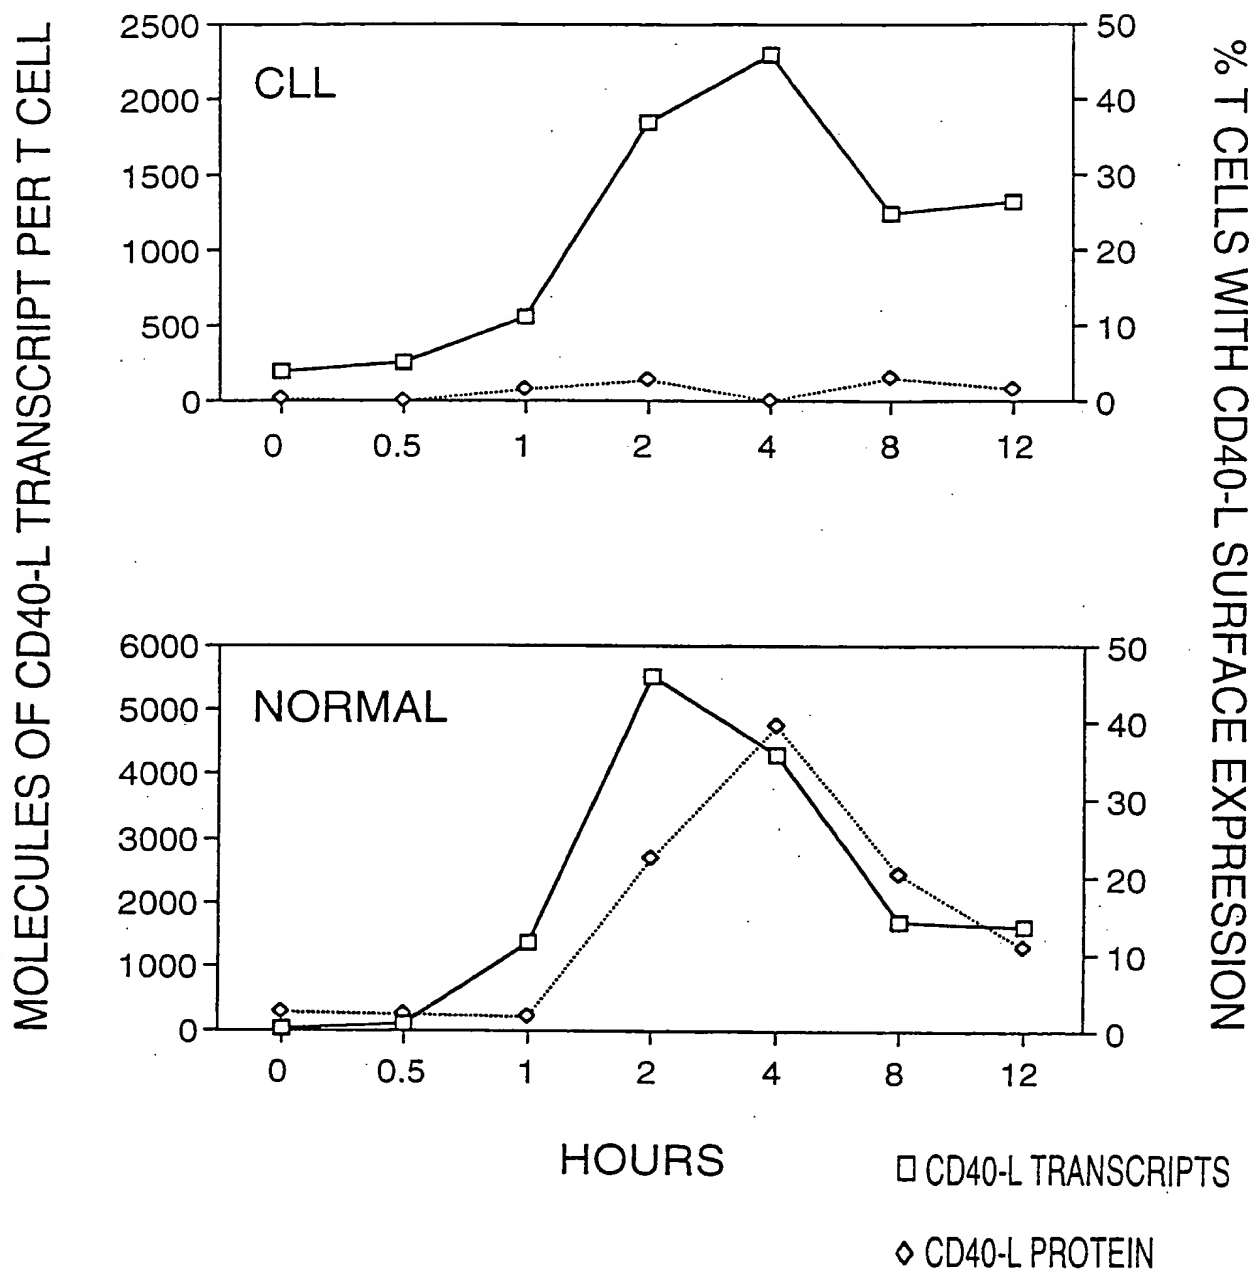 MOLECULES OF CD40-L TRANSCRIPT PER T CELL
% T CELLS WITH CD40-L SURFACE EXPRESSION
CLL
2500
2000
1500
1000
500
0
50
40
30
20
10
0
0 0.5 1 2 4 8 12
NORMAL
6000
5000
4000
3000
2000
1000
0
50
40
30
20
10
0
0 0.5 1 2 4 8 12
HOURS
CD40-L TRANSCRIPTS
CD40-L PROTEIN